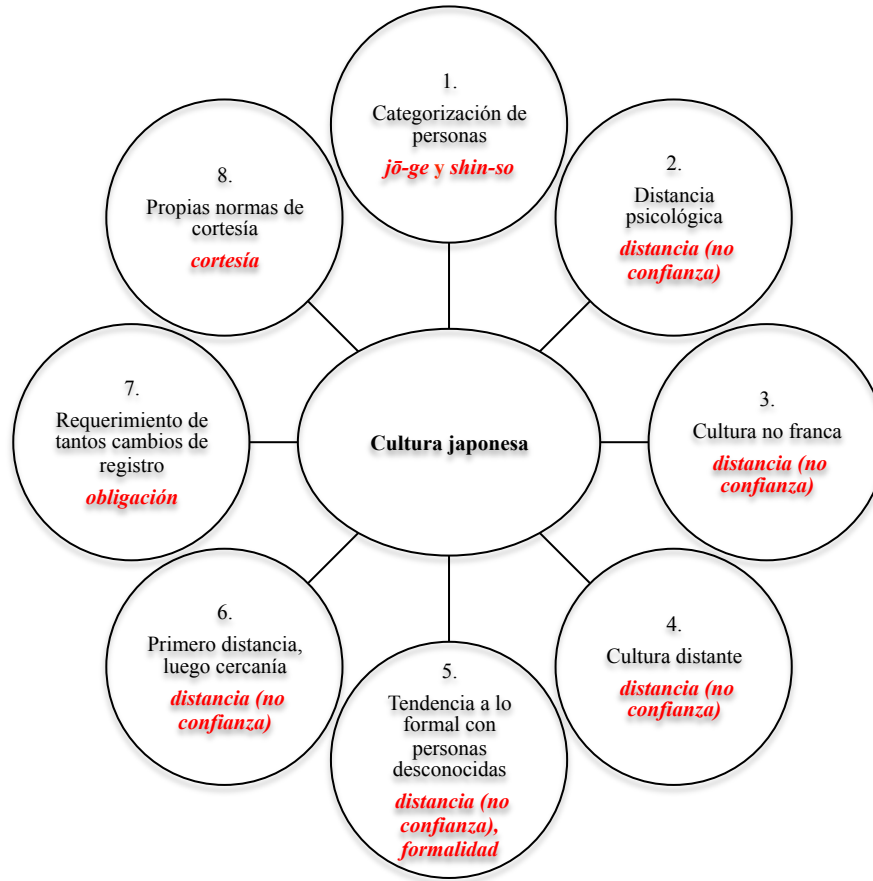 1.
Categorización de
personas
jō-ge y shin-so
2.
Distancia
psicológica
distancia (no
confianza)
3.
Cultura no franca
distancia (no
confianza)
4.
Cultura distante
distancia (no
confianza)
5.
Tendencia a lo
formal con
personas
desconocidas
distancia (no
confianza),
formalidad
6.
Primero distancia,
luego cercanía
distancia (no
confianza)
7.
Requerimiento de
tantos cambios de
registro
obligación
8.
Propias normas de
cortesía
cortesía
Cultura japonesa